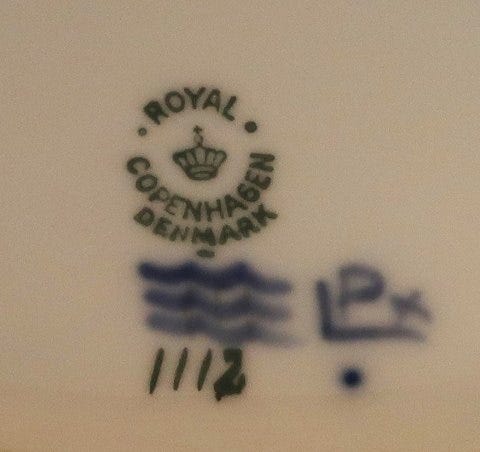 ROYAL
COPENHAGEN
DENMARK
1112